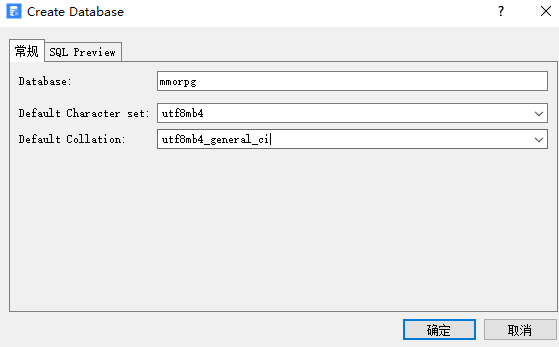 Create Database
常规 SQL Preview
Database: mmorpg
Default Character set: utf8mb4
Default Collation: utf8mb4_general_ci
确定 取消